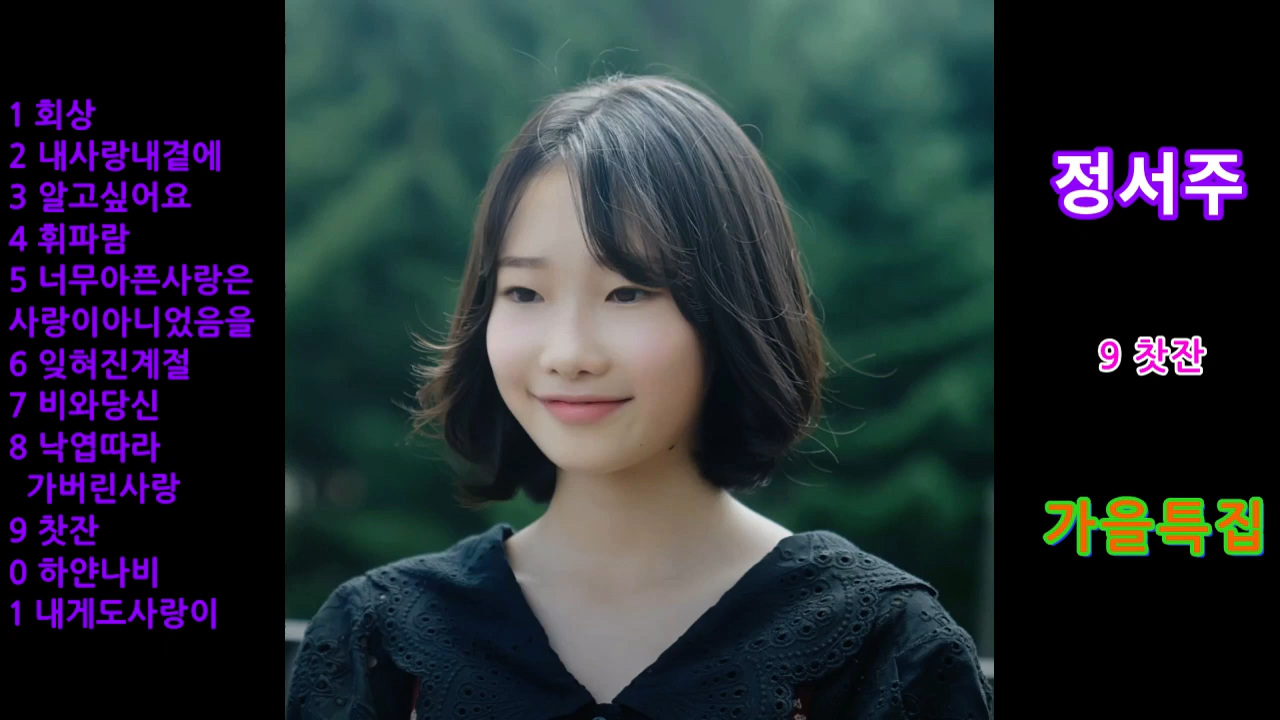 1 회상
2 내사랑내곁에
3 알고싶어요
4 휘파람
5 너무아픈사랑은
사랑이아니었음을
6 잊혀진계절
7 비와당신
8 낙엽따라
가버린사랑
9 찻잔
0 하얀나비
1 내게도사랑이
정서주
9 찻잔
가을특집